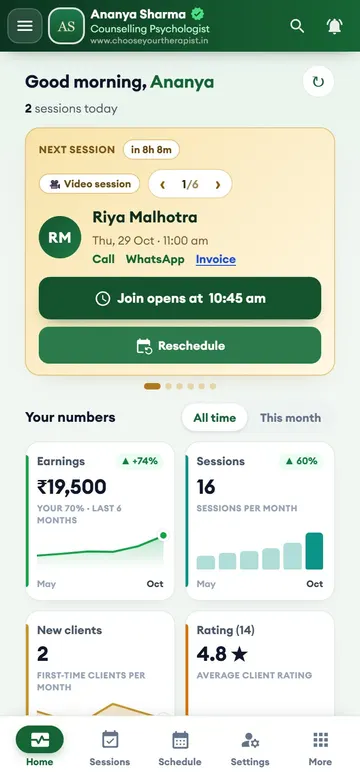 AS
Ananya Sharma
Counselling Psychologist
www.chooseyourtherapist.in
Good morning, Ananya
2 sessions today
NEXT SESSION
in 8h 8m
Video session
‹ 1/6 ›
RM
Riya Malhotra
Thu, 29 Oct · 11:00 am
Call WhatsApp Invoice
Join opens at 10:45 am
Reschedule
Your numbers
All time
This month
Earnings
▲ +74%
₹19,500
YOUR 70% · LAST 6
MONTHS
May
Oct
Sessions
▲ 60%
16
SESSIONS PER MONTH
May
Oct
New clients
2
FIRST-TIME CLIENTS PER
MONTH
Rating (14)
4.8 ★
AVERAGE CLIENT RATING
Home
Sessions
Schedule
Settings
More